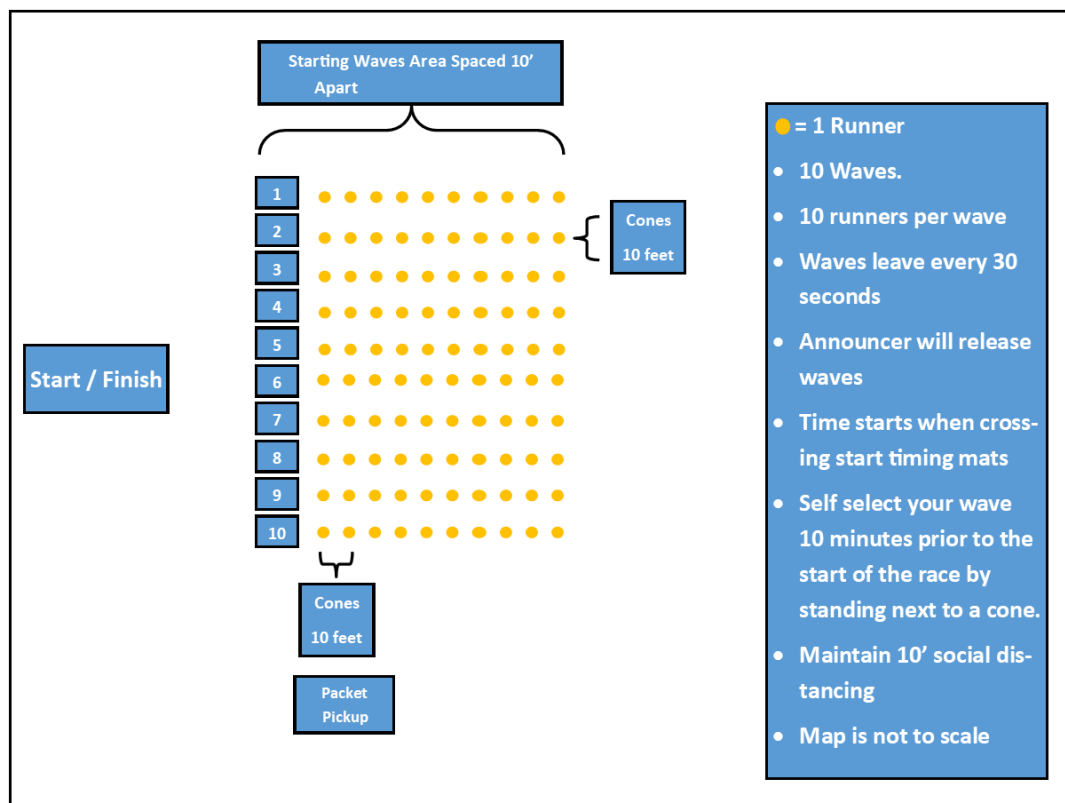 Starting Waves Area Spaced 10’
Apart
1
2
3
4
5
6
7
8
9
10
Cones
10 feet
Start / Finish
Cones
10 feet
Packet
Pickup
= 1 Runner
• 10 Waves.
• 10 runners per wave
• Waves leave every 30
seconds
• Announcer will release
waves
• Time starts when cross-
ing start timing mats
• Self select your wave
10 minutes prior to the
start of the race by
standing next to a cone.
• Maintain 10’ social dis-
tancing
• Map is not to scale